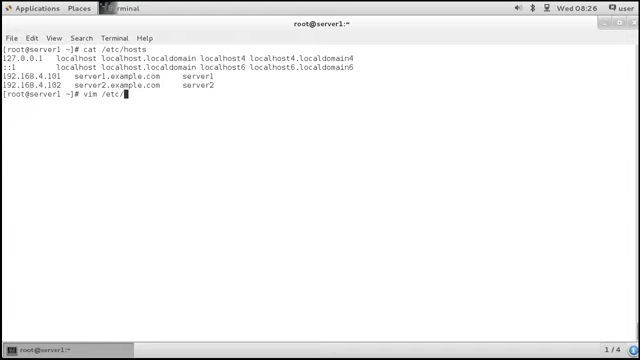 Applications Places Terminal Wed 08:26 user
root@server1:~
File Edit View Search Terminal Help
[root@server1 ~]# cat /etc/hosts
127.0.0.1   localhost localhost.localdomain localhost4 localhost4.localdomain4
::1         localhost localhost.localdomain localhost6 localhost6.localdomain6
192.168.4.101   server1.example.com     server1
192.168.4.102   server2.example.com     server2
[root@server1 ~]# vim /etc/
root@server1:~ 1 / 4